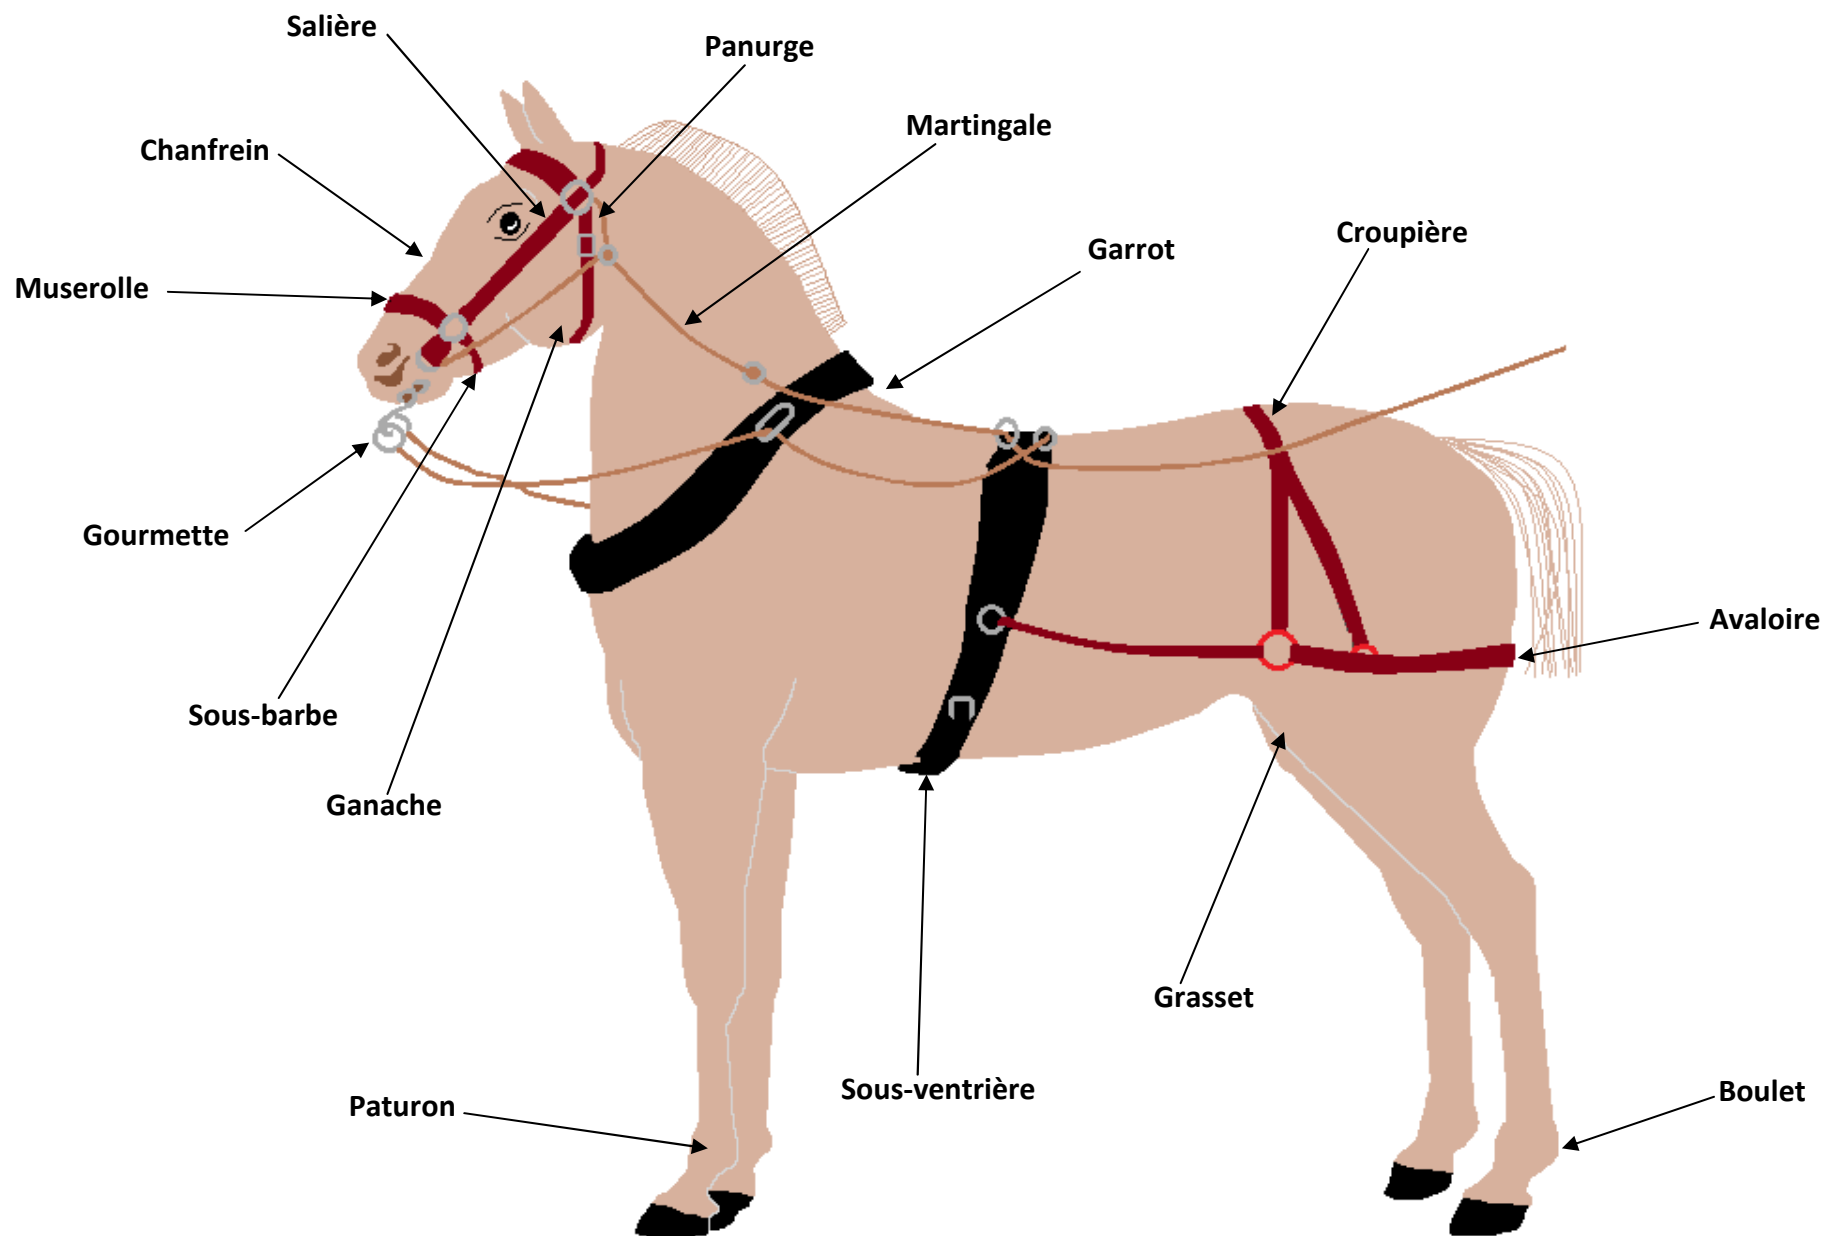 Salière
Panurge
Martingale
Chanfrein
Croupière
Garrot
Muserolle
Gourmette
Avaloire
Sous-barbe
Ganache
Grasset
Sous-ventrière
Boulet
Paturon